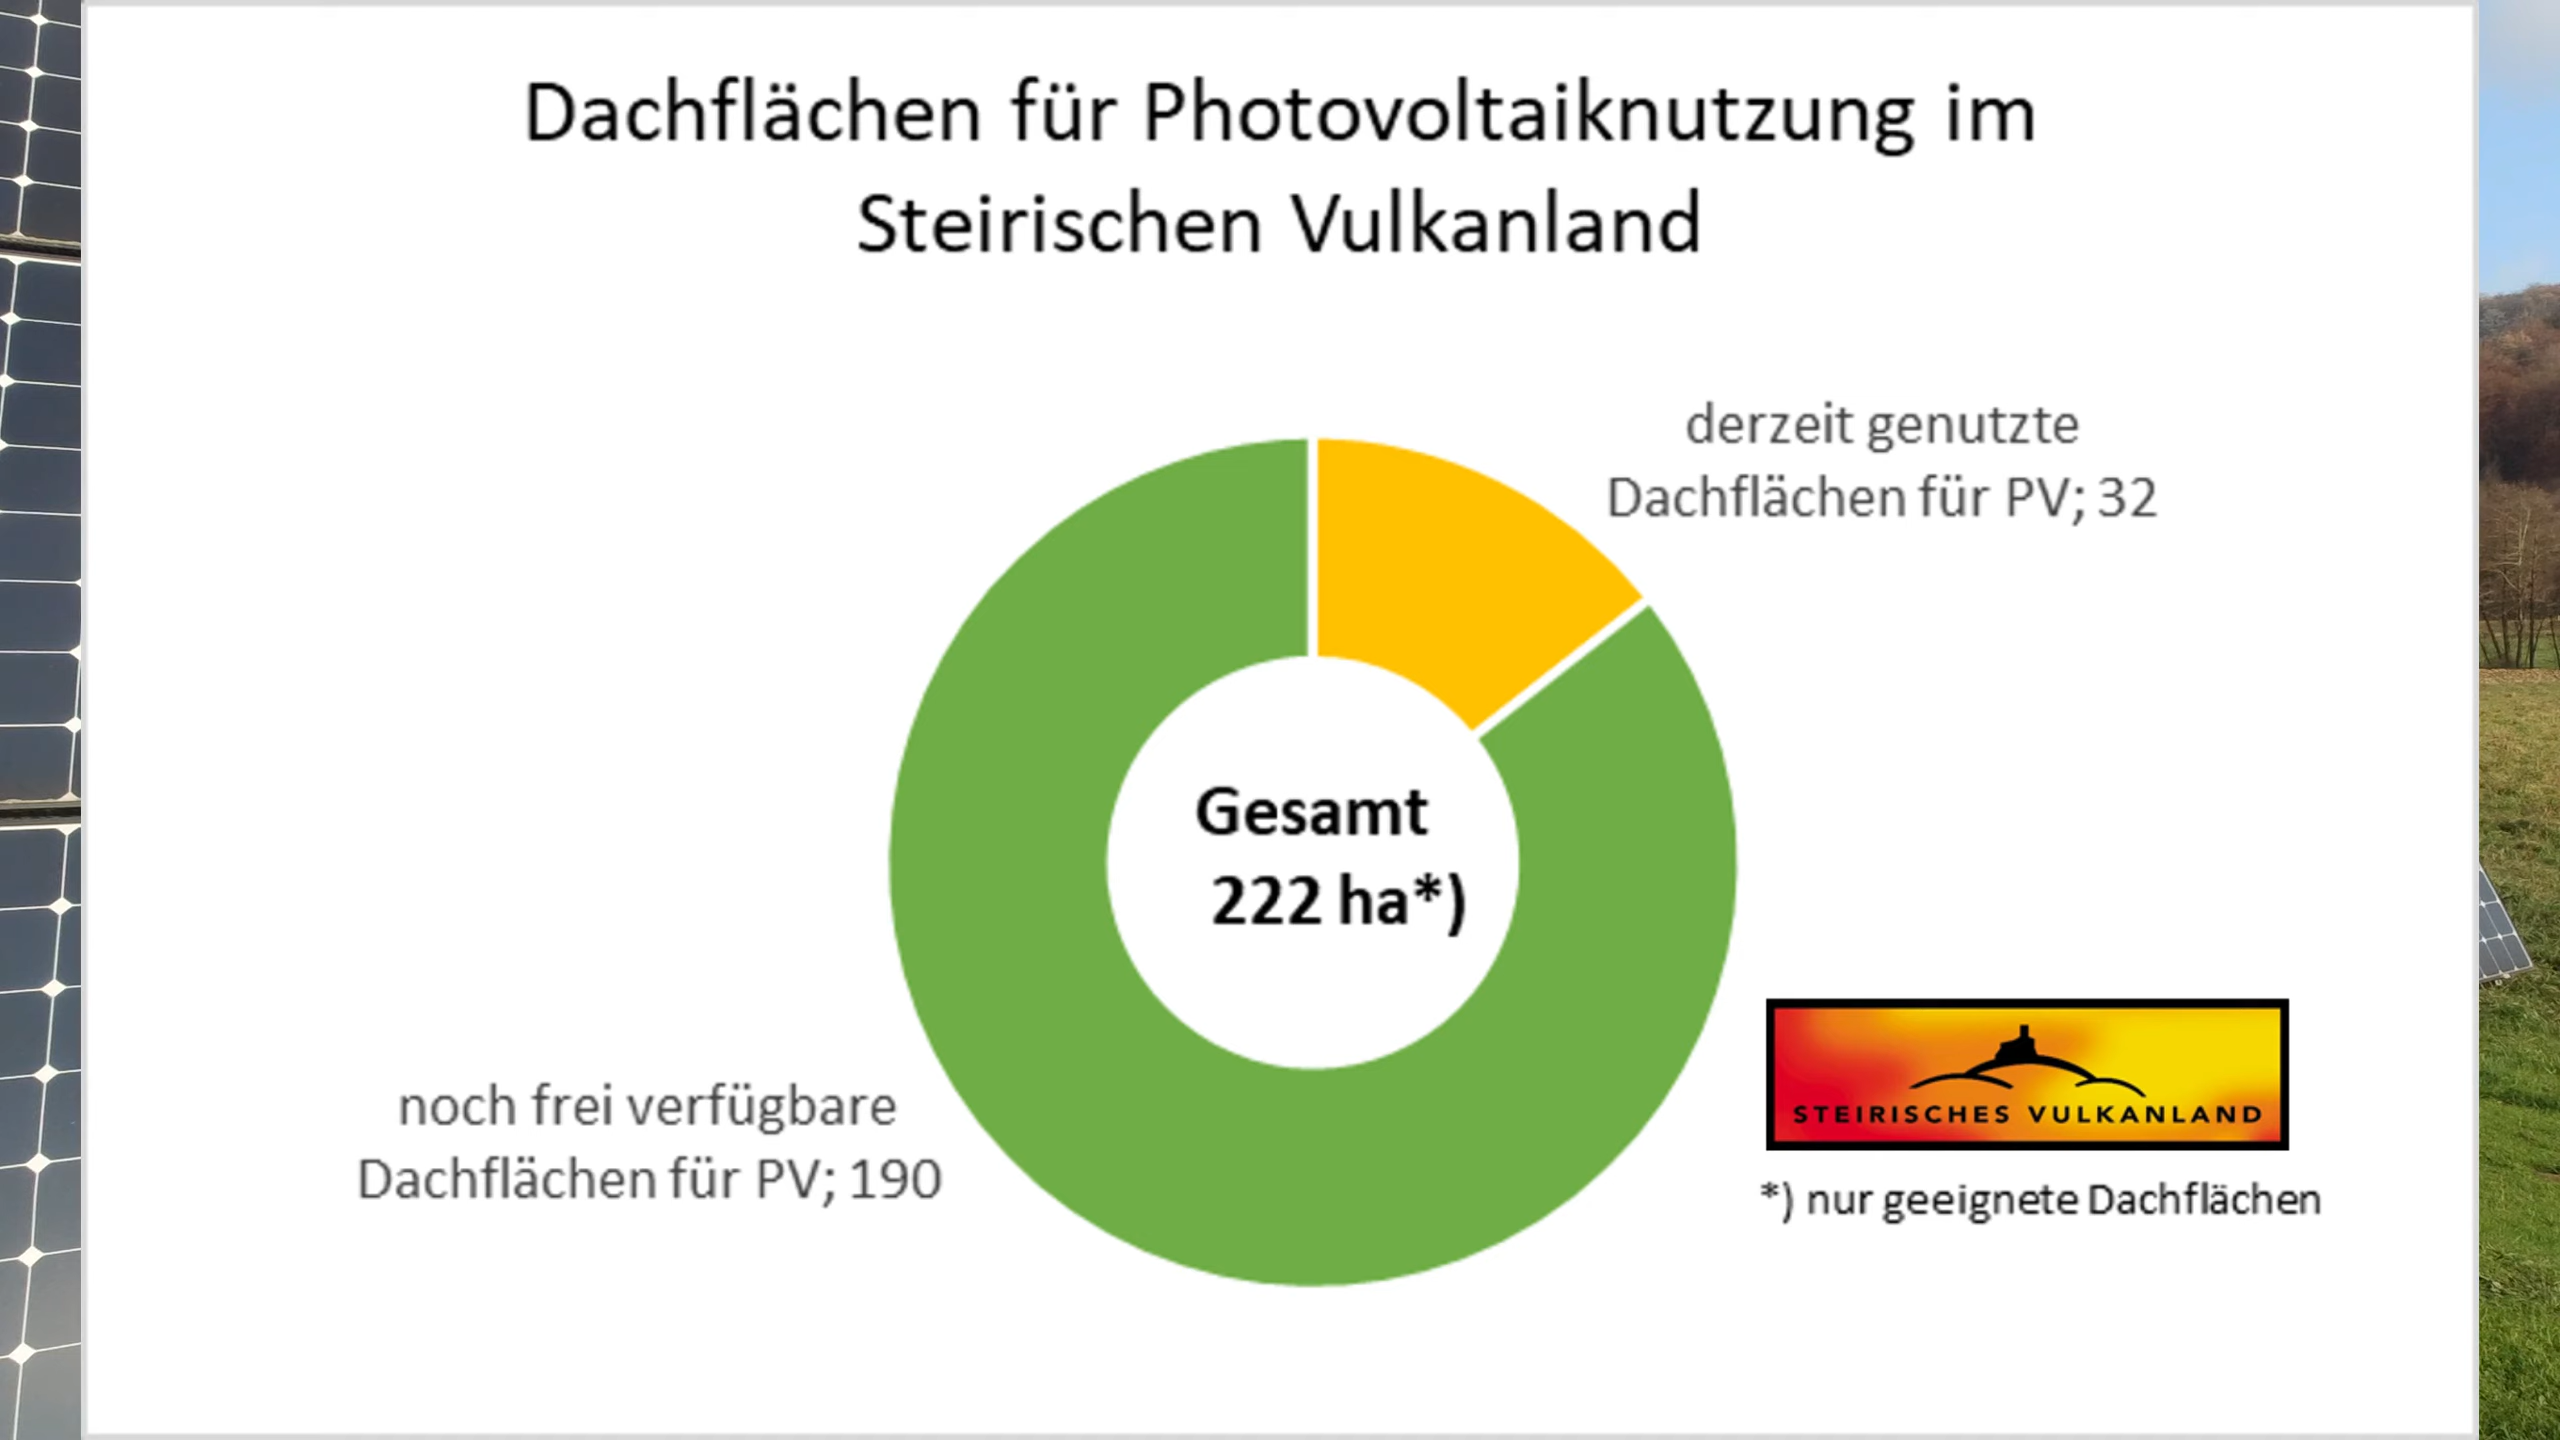 Dachflächen für Photovoltaiknutzung im
Steirischen Vulkanland
derzeit genutzte
Dachflächen für PV; 32
Gesamt
222 ha*)
noch frei verfügbare
Dachflächen für PV; 190
STEIRISCHES VULKANLAND
*) nur geeignete Dachflächen